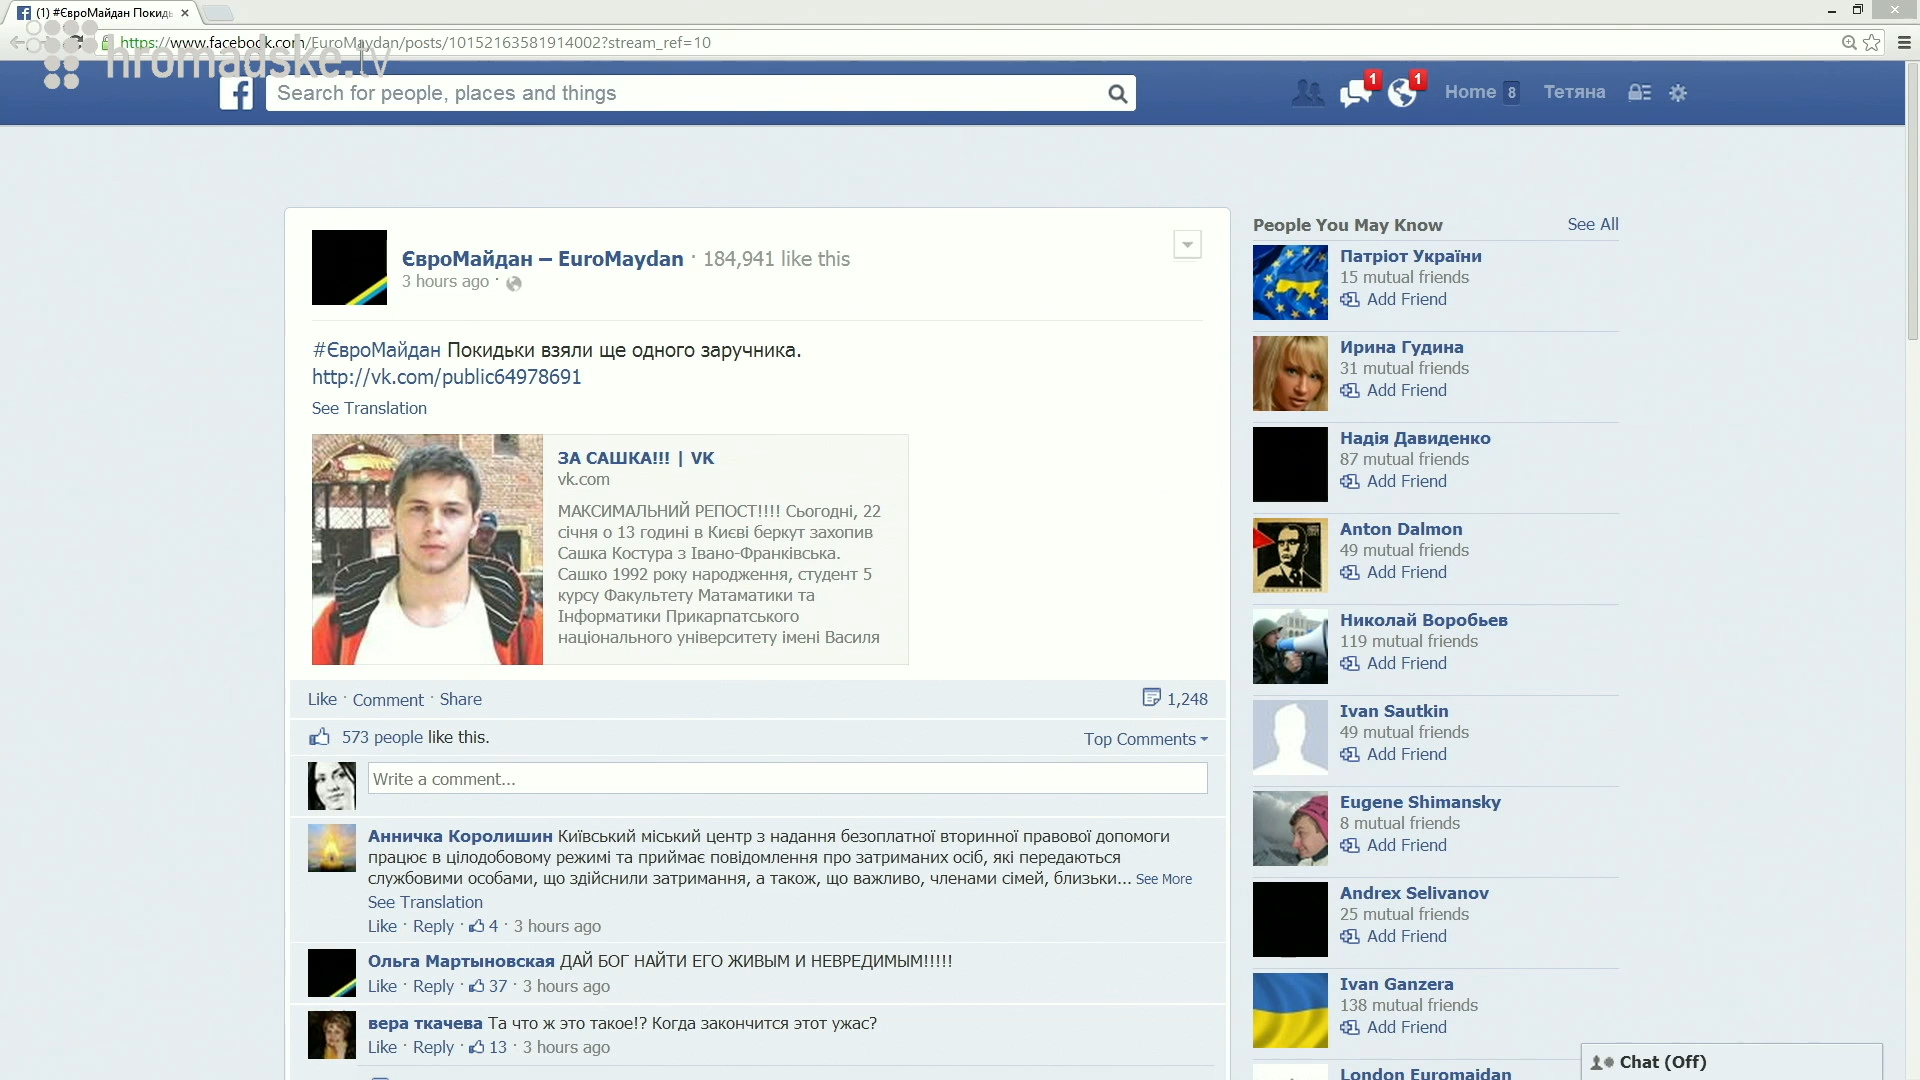 (1) #ЄвроМайдан Покидь
https://www.facebook.com/EuroMaydan/posts/10152163581914002?stream_ref=10
hromadske.tv
Search for people, places and things
1
1
Home 8
Тетяна
ЄвроМайдан – EuroMaydan · 184,941 like this
3 hours ago ·
#ЄвроМайдан Покидьки взяли ще одного заручника.
http://vk.com/public64978691
See Translation
ЗА САШКА!!! | VK
vk.com
МАКСИМАЛЬНИЙ РЕПОСТ!!!! Сьогодні, 22
січня о 13 годині в Києві беркут захопив
Сашка Костура з Івано-Франківська.
Сашко 1992 року народження, студент 5
курсу Факультету Матаматики та
Інформатики Прикарпатського
національного університету імені Василя
Like · Comment · Share
1,248
573 people like this.
Top Comments
Write a comment...
Анничка Королишин Київський міський центр з надання безоплатної вторинної правової допомоги
працює в цілодобовому режимі та приймає повідомлення про затриманих осіб, які передаються
службовими особами, що здійснили затримання, а також, що важливо, членами сімей, близьки... See More
See Translation
Like · Reply · 4 · 3 hours ago
Ольга Мартыновская ДАЙ БОГ НАЙТИ ЕГО ЖИВЫМ И НЕВРЕДИМЫМ!!!!!
Like · Reply · 37 · 3 hours ago
вера ткачева Та что ж это такое!? Когда закончится этот ужас?
Like · Reply · 13 · 3 hours ago
People You May Know
See All
Патріот України
15 mutual friends
Add Friend
Ирина Гудина
31 mutual friends
Add Friend
Надія Давиденко
87 mutual friends
Add Friend
Anton Dalmon
49 mutual friends
Add Friend
Николай Воробьев
119 mutual friends
Add Friend
Ivan Sautkin
49 mutual friends
Add Friend
Eugene Shimansky
8 mutual friends
Add Friend
Andrex Selivanov
25 mutual friends
Add Friend
Ivan Ganzera
138 mutual friends
Add Friend
London Euromaidan
Chat (Off)